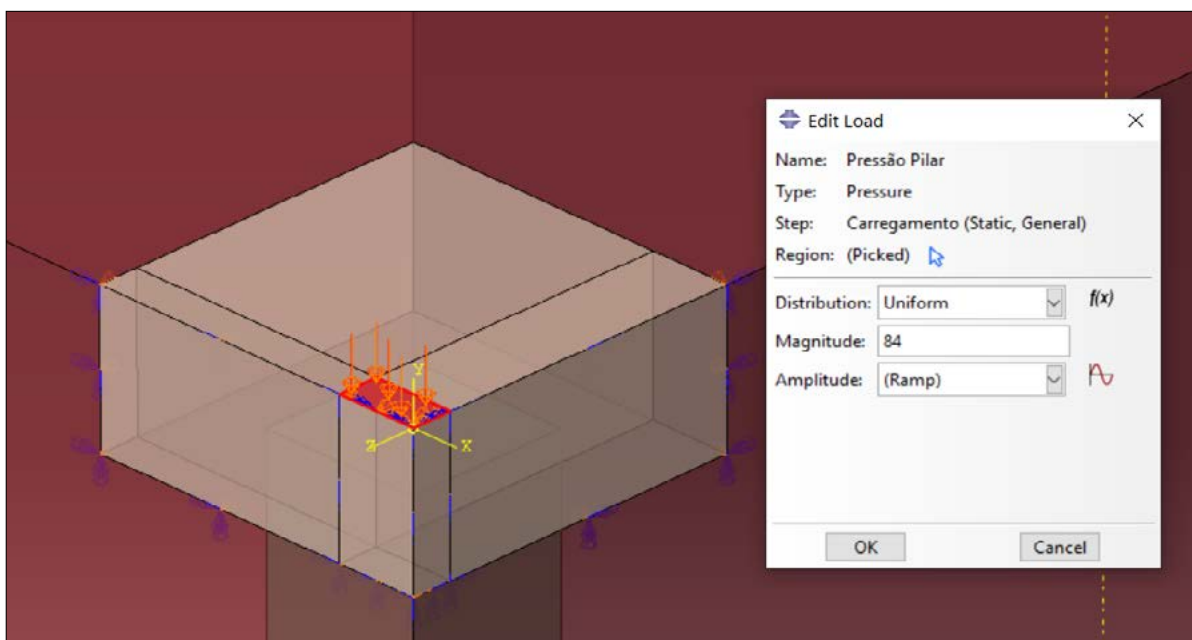 Edit Load
Name: Pressão Pilar
Type: Pressure
Step: Carregamento (Static, General)
Region: (Picked)
Distribution: Uniform f(x)
Magnitude: 84
Amplitude: (Ramp)
OK Cancel
Y
Z X